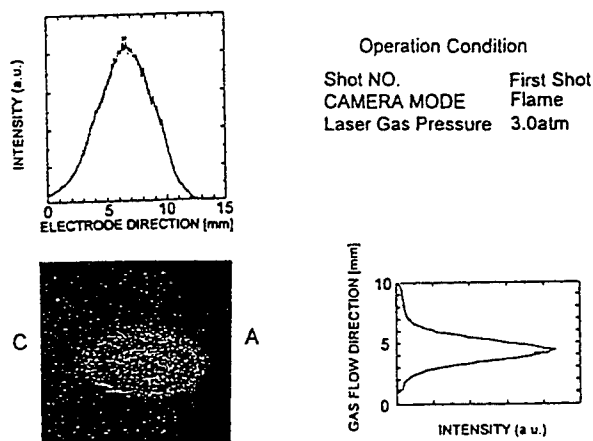 INTENSITY (a.u.)
0 5 10 15
ELECTRODE DIRECTION [mm]
Operation Condition
Shot NO. First Shot
CAMERA MODE Flame
Laser Gas Pressure 3.0atm
C A
GAS FLOW DIRECTION [mm]
10
5
0
INTENSITY (a u.)